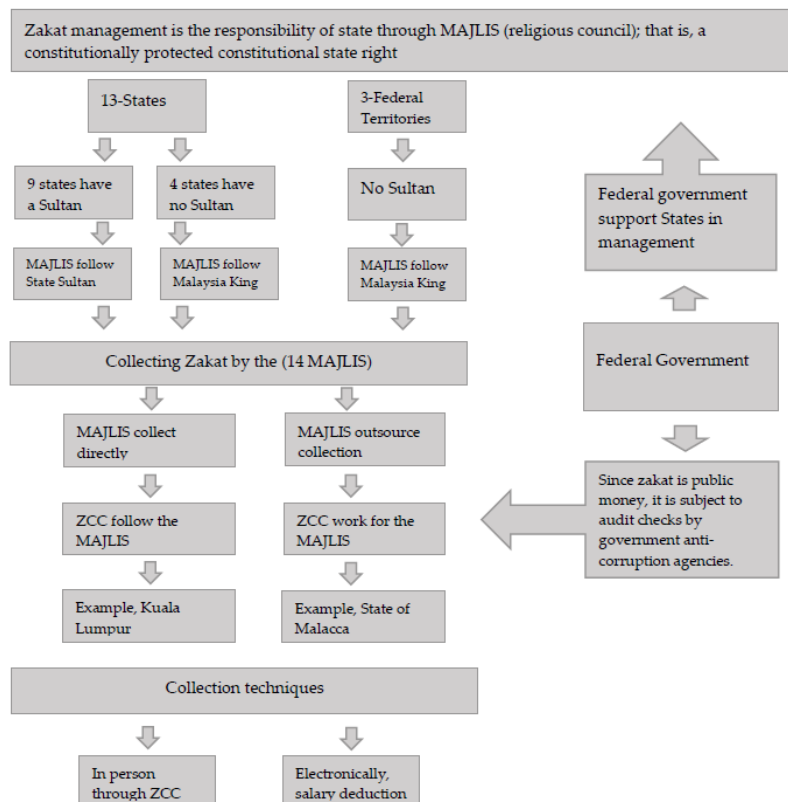 Zakat management is the responsibility of state through MAJLIS (religious council); that is, a
constitutionally protected constitutional state right
13-States
3-Federal
Territories
9 states have
a Sultan
4 states have
no Sultan
No Sultan
MAJLIS follow
State Sultan
MAJLIS follow
Malaysia King
MAJLIS follow
Malaysia King
Collecting Zakat by the (14 MAJLIS)
MAJLIS collect
directly
MAJLIS outsource
collection
ZCC follow the
MAJLIS
ZCC work for the
MAJLIS
Example, Kuala
Lumpur
Example, State of
Malacca
Collection techniques
In person
through ZCC
Electronically,
salary deduction
Federal government
support States in
management
Federal Government
Since zakat is public
money, it is subject to
audit checks by
government anti-
corruption agencies.